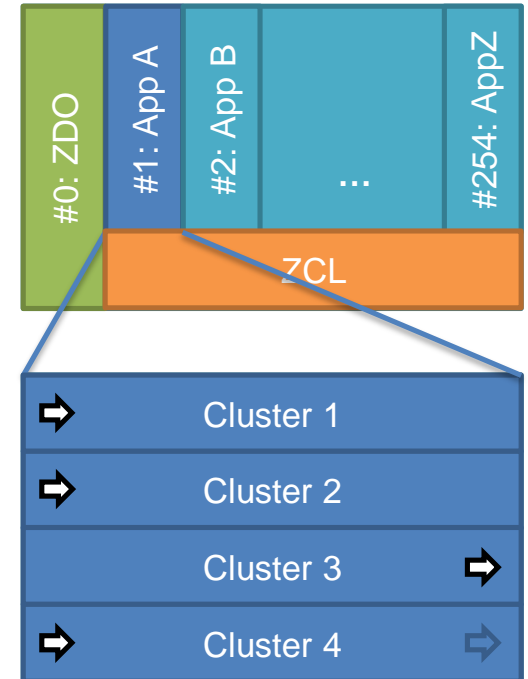 #0: ZDO
#1: App A
#2: App B
...
#254: AppZ
ZCL
Cluster 1
Cluster 2
Cluster 3
Cluster 4